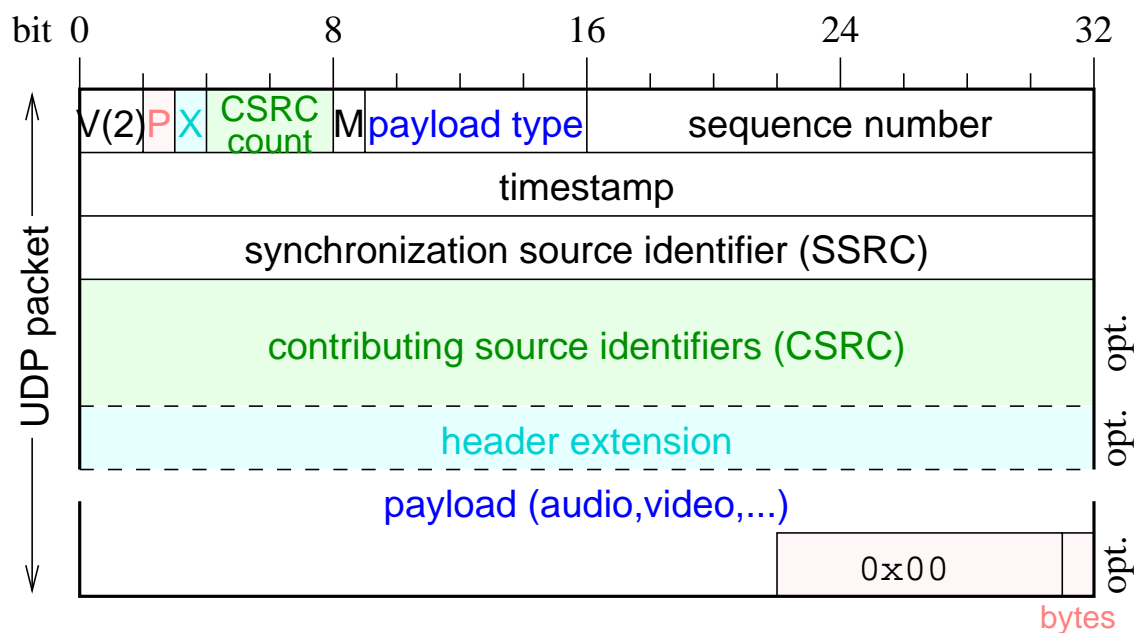 bit 0 8 16 24 32
V(2) P X CSRC count M payload type sequence number
timestamp
synchronization source identifier (SSRC)
contributing source identifiers (CSRC) opt.
header extension opt.
payload (audio,video,...)
0x00 opt.
bytes
UDP packet